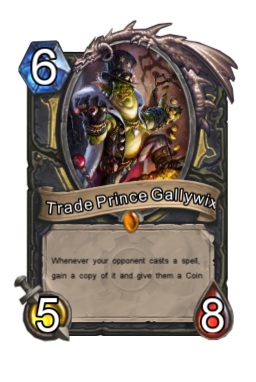 6
Trade Prince Gallywix
Whenever your opponent casts a spell,
gain a copy of it and give them a Coin.
5
8